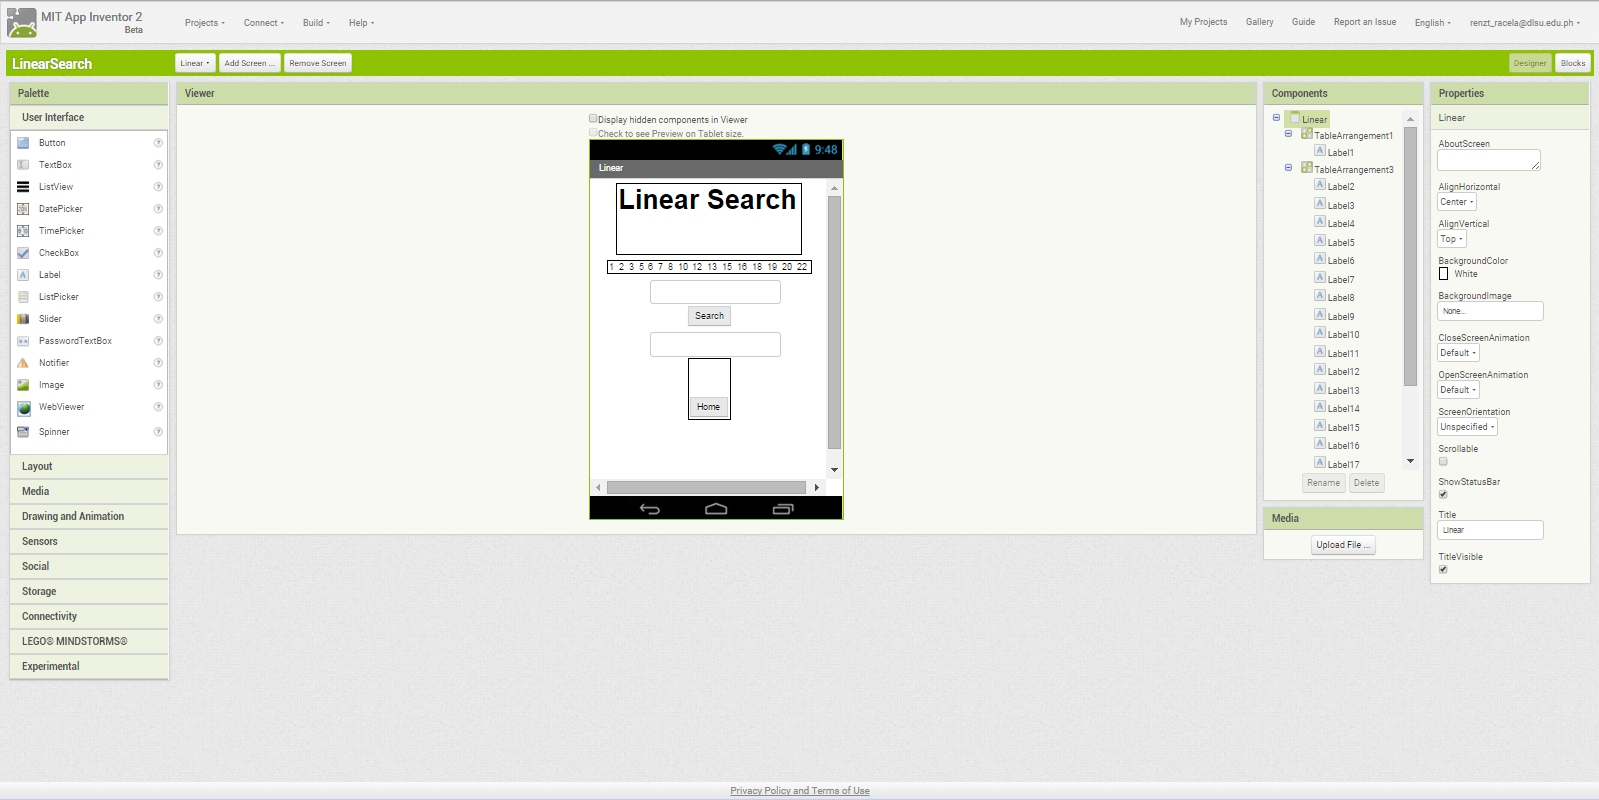 MIT App Inventor 2
Beta
Projects Connect Build Help
My Projects Gallery Guide Report an Issue English renzt_racela@dlsu.edu.ph
LinearSearch
Linear Add Screen ... Remove Screen
Designer Blocks
Palette
User Interface
Button
TextBox
ListView
DatePicker
TimePicker
CheckBox
Label
ListPicker
Slider
PasswordTextBox
Notifier
Image
WebViewer
Spinner
Layout
Media
Drawing and Animation
Sensors
Social
Storage
Connectivity
LEGO® MINDSTORMS®
Experimental
Viewer
Display hidden components in Viewer
Check to see Preview on Tablet size.
9:48
Linear
Linear Search
1 2 3 5 6 7 8 10 12 13 15 16 18 19 20 22
Search
Home
Components
Linear
TableArrangement1
Label1
TableArrangement3
Label2
Label3
Label4
Label5
Label6
Label7
Label8
Label9
Label10
Label11
Label12
Label13
Label14
Label15
Label16
Label17
Rename Delete
Media
Upload File ...
Properties
Linear
AboutScreen
AlignHorizontal
Center
AlignVertical
Top
BackgroundColor
White
BackgroundImage
None...
CloseScreenAnimation
Default
OpenScreenAnimation
Default
ScreenOrientation
Unspecified
Scrollable
ShowStatusBar
Title
Linear
TitleVisible
Privacy Policy and Terms of Use